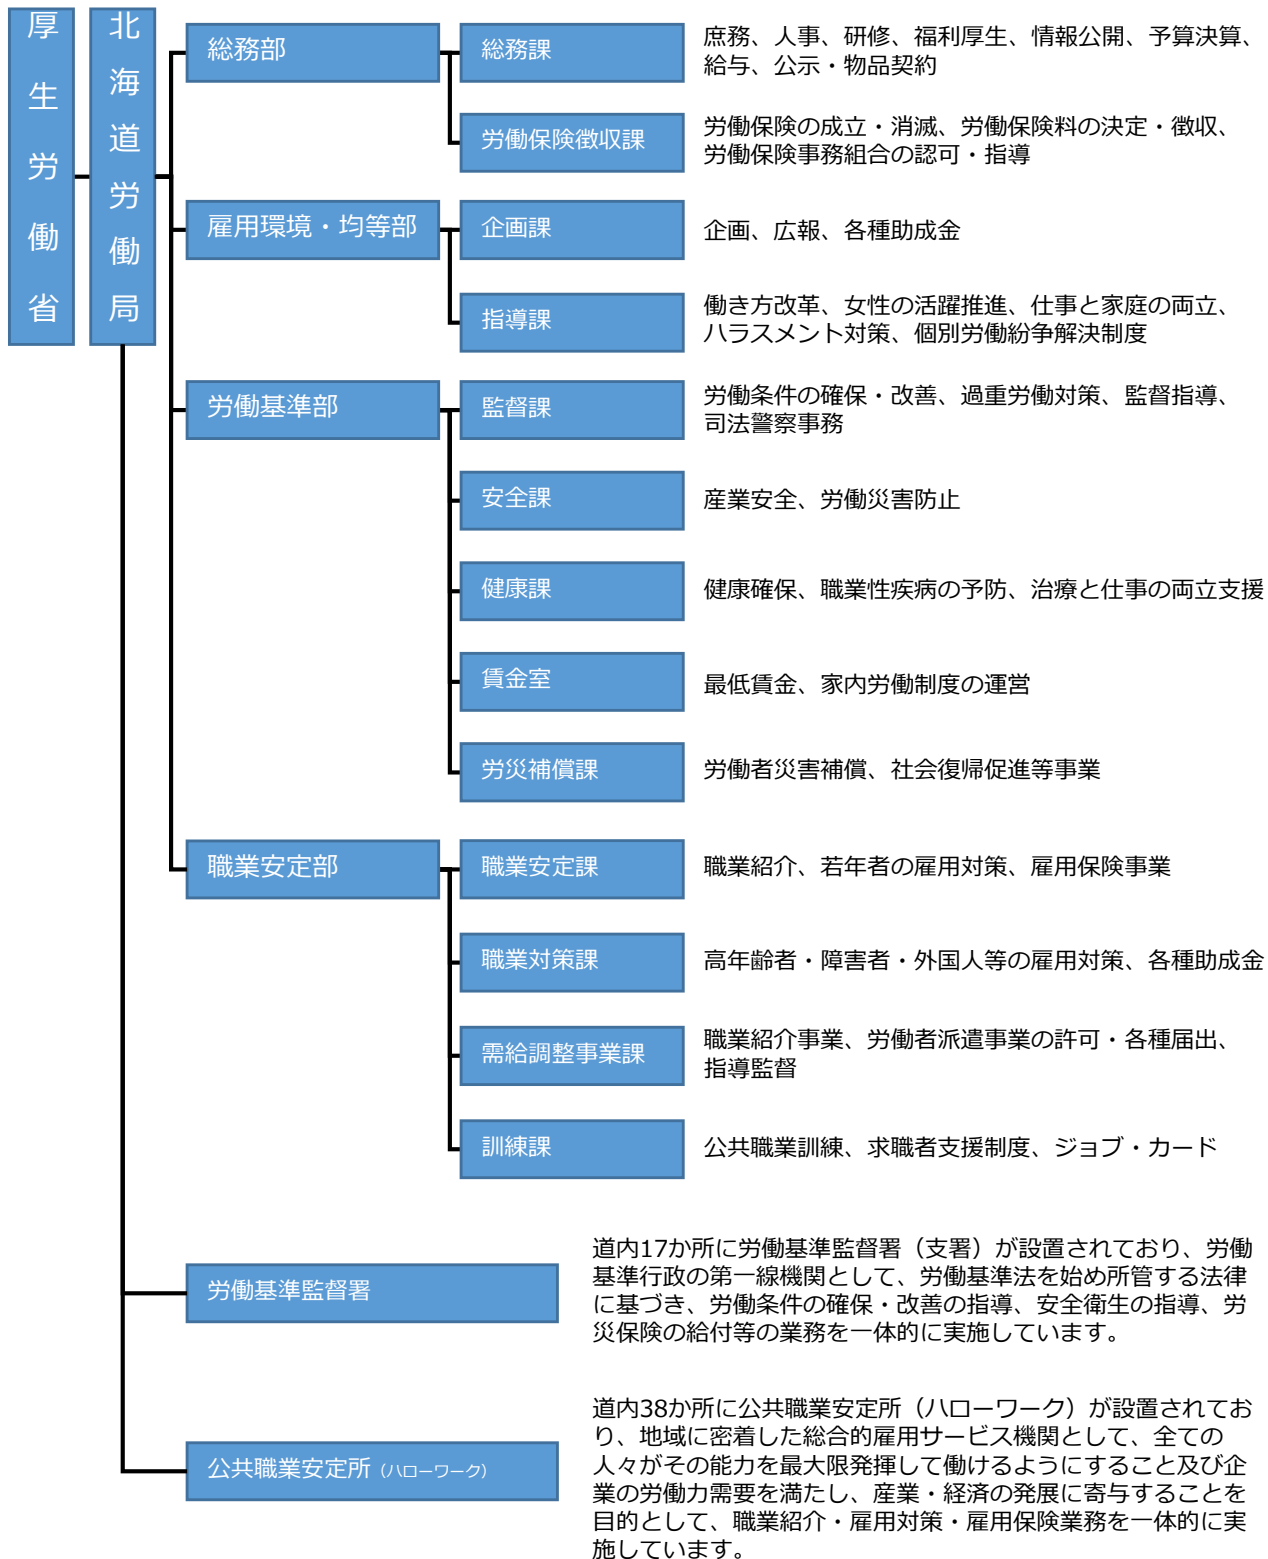 厚生労働省
北海道労働局
総務部
総務課
庶務、人事、研修、福利厚生、情報公開、予算決算、
給与、公示・物品契約
労働保険徴収課
労働保険の成立・消滅、労働保険料の決定・徴収、
労働保険事務組合の認可・指導
雇用環境・均等部
企画課
企画、広報、各種助成金
指導課
働き方改革、女性の活躍推進、仕事と家庭の両立、
ハラスメント対策、個別労働紛争解決制度
労働基準部
監督課
労働条件の確保・改善、過重労働対策、監督指導、
司法警察事務
安全課
産業安全、労働災害防止
健康課
健康確保、職業性疾病の予防、治療と仕事の両立支援
賃金室
最低賃金、家内労働制度の運営
労災補償課
労働者災害補償、社会復帰促進等事業
職業安定部
職業安定課
職業紹介、若年者の雇用対策、雇用保険事業
職業対策課
高年齢者・障害者・外国人等の雇用対策、各種助成金
需給調整事業課
職業紹介事業、労働者派遣事業の許可・各種届出、
指導監督
訓練課
公共職業訓練、求職者支援制度、ジョブ・カード
労働基準監督署
道内17か所に労働基準監督署（支署）が設置されており、労働
基準行政の第一線機関として、労働基準法を始め所管する法律
に基づき、労働条件の確保・改善の指導、安全衛生の指導、労
災保険の給付等の業務を一体的に実施しています。
公共職業安定所（ハローワーク）
道内38か所に公共職業安定所（ハローワーク）が設置されてお
り、地域に密着した総合的雇用サービス機関として、全ての
人々がその能力を最大限発揮して働けるようにすること及び企
業の労働力需要を満たし、産業・経済の発展に寄与することを
目的として、職業紹介・雇用対策・雇用保険業務を一体的に実
施しています。